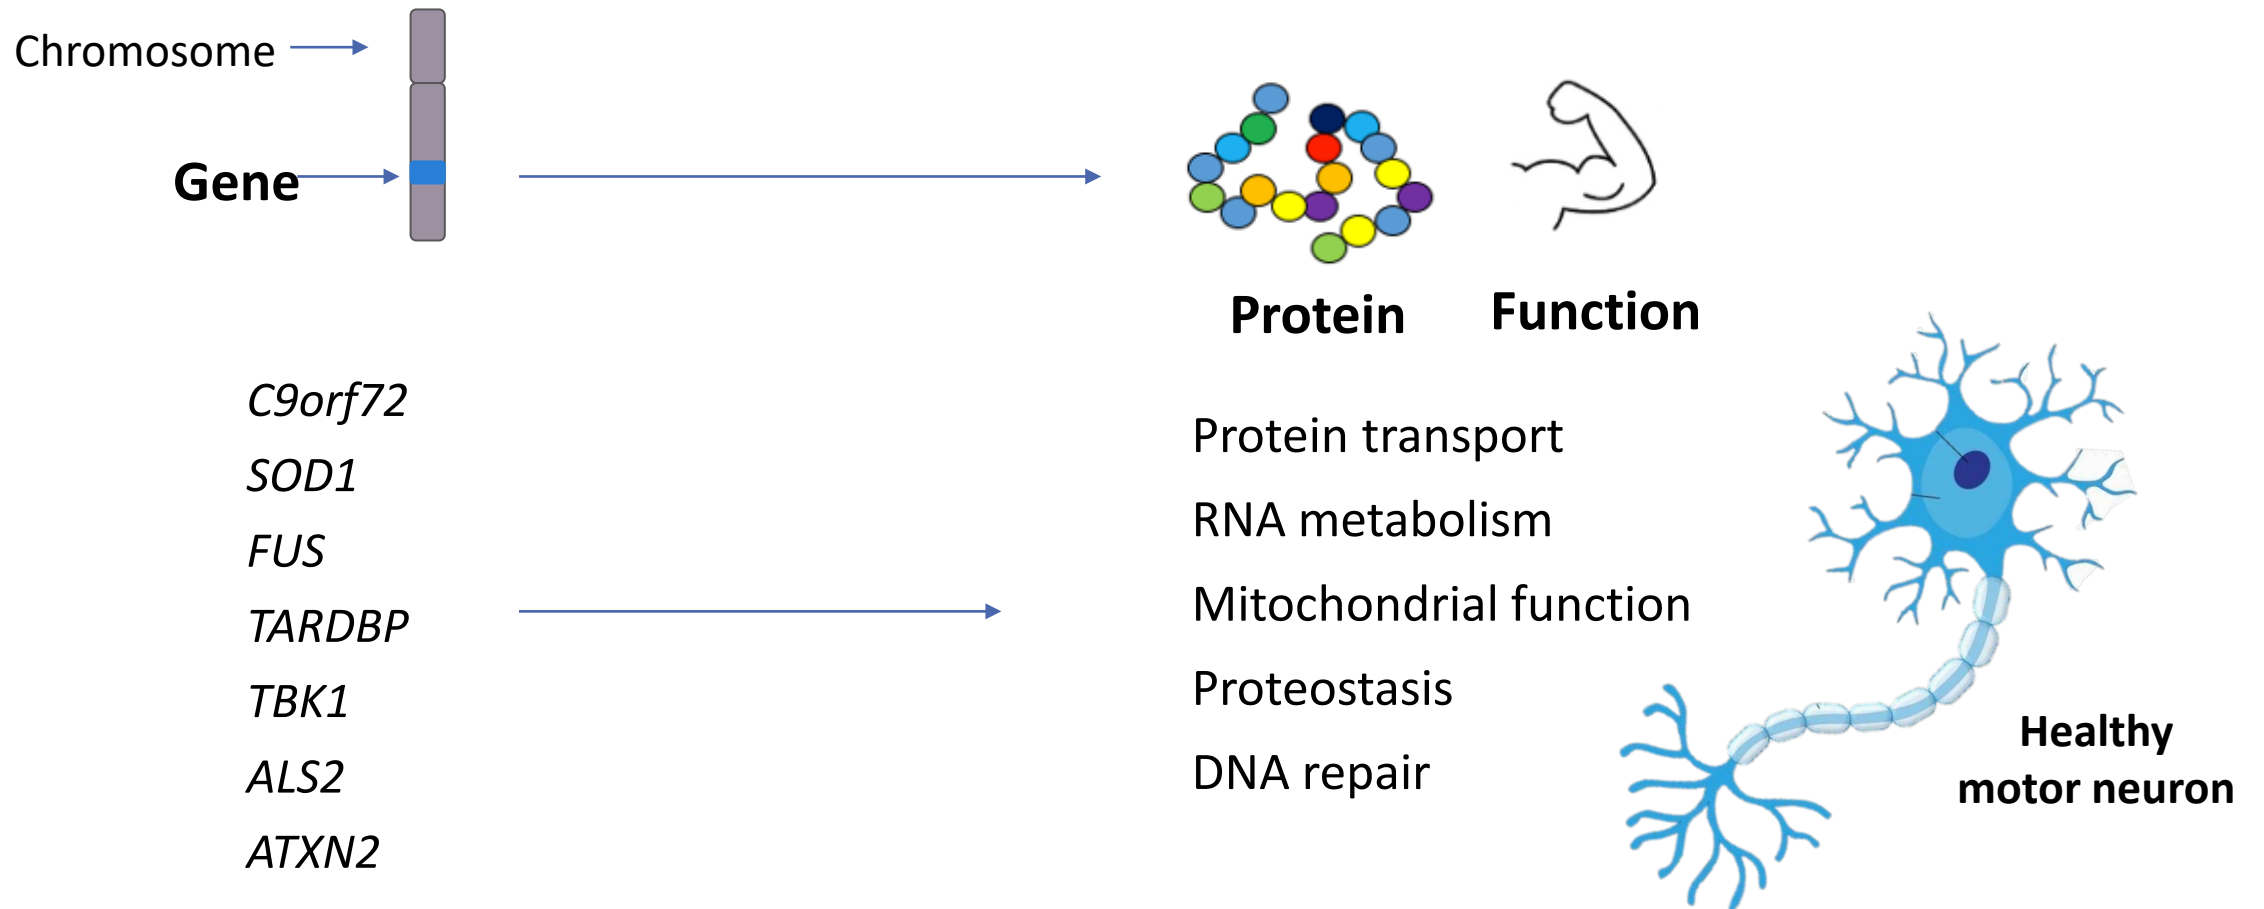 Chromosome
Gene
Protein
Function
C9orf72
SOD1
FUS
TARDBP
TBK1
ALS2
ATXN2
Protein transport
RNA metabolism
Mitochondrial function
Proteostasis
DNA repair
Healthy
motor neuron